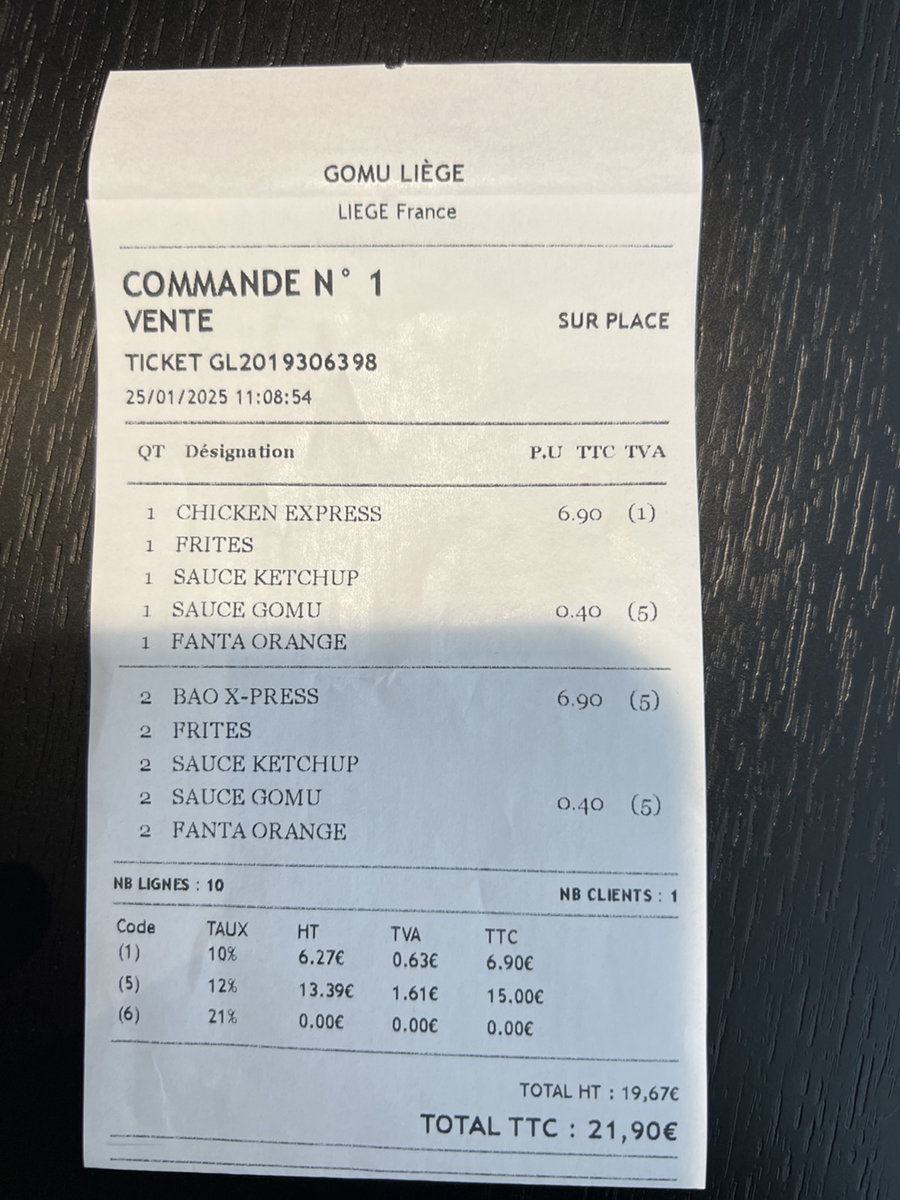 GOMU LIÈGE
LIEGE France
COMMANDE N° 1
VENTE SUR PLACE
TICKET GL2019306398
25/01/2025 11:08:54
QT Désignation P.U TTC TVA
1 CHICKEN EXPRESS 6.90 (1)
1 FRITES
1 SAUCE KETCHUP
1 SAUCE GOMU 0.40 (5)
1 FANTA ORANGE
2 BAO X-PRESS 6.90 (5)
2 FRITES
2 SAUCE KETCHUP
2 SAUCE GOMU 0.40 (5)
2 FANTA ORANGE
NB LIGNES : 10 NB CLIENTS : 1
Code TAUX HT TVA TTC
(1) 10% 6.27€ 0.63€ 6.90€
(5) 12% 13.39€ 1.61€ 15.00€
(6) 21% 0.00€ 0.00€ 0.00€
TOTAL HT : 19,67€
TOTAL TTC : 21,90€